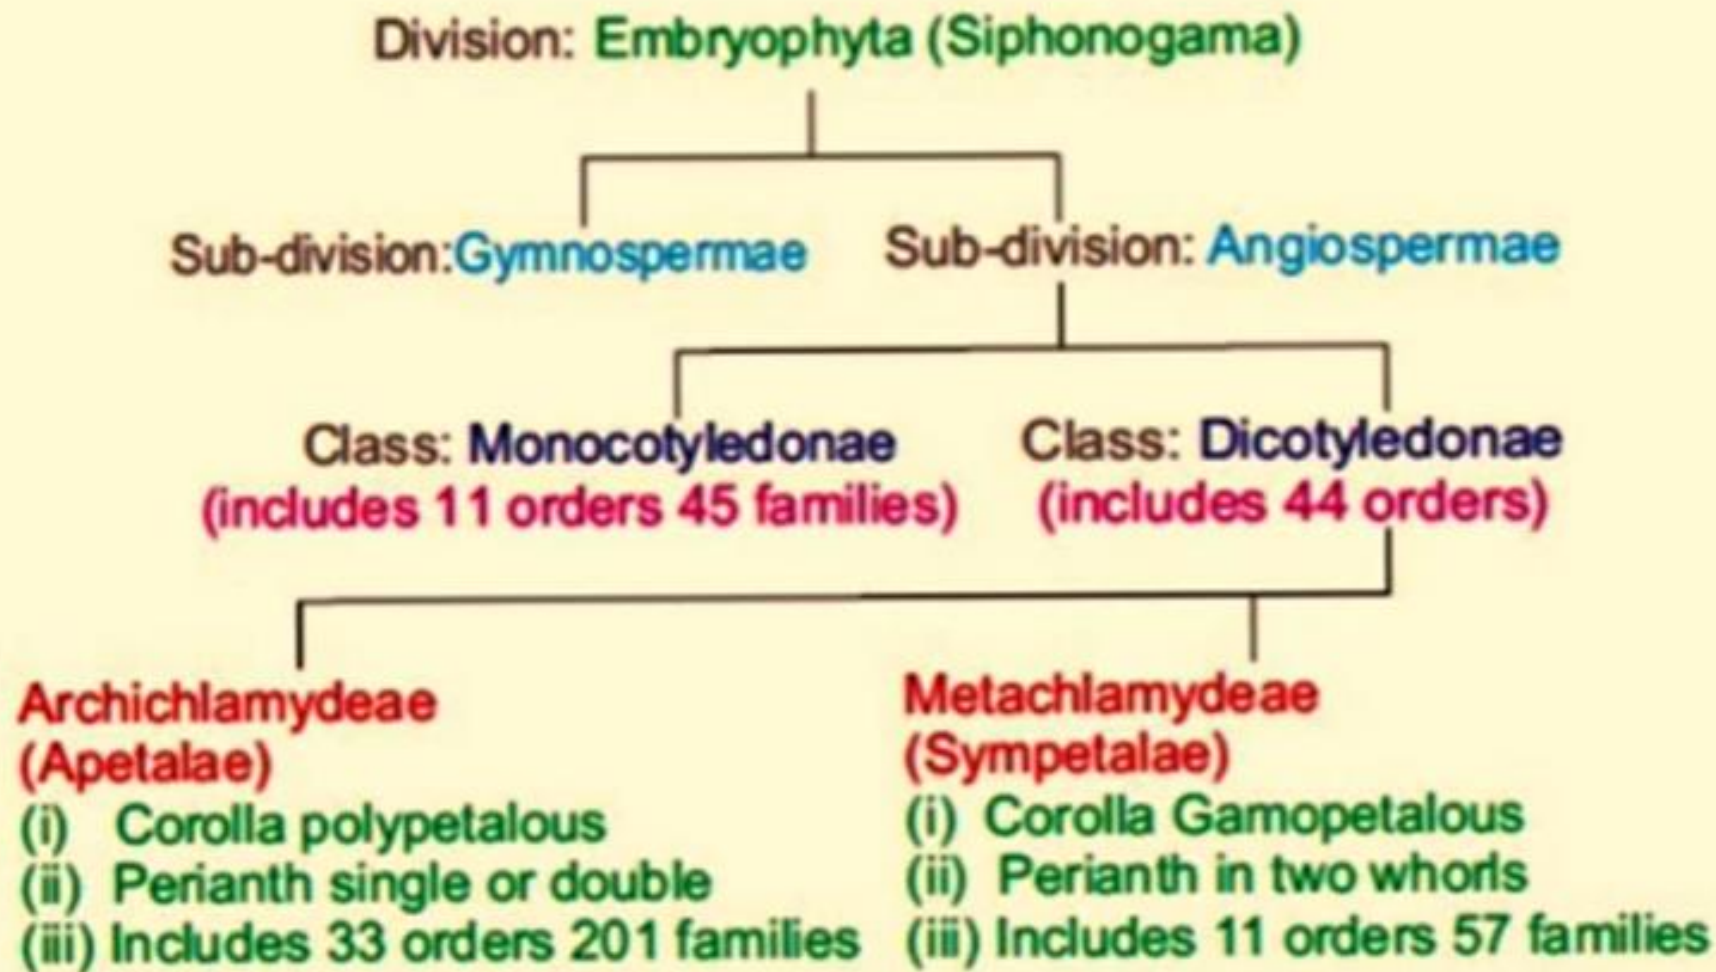 Division: Embryophyta (Siphonogama)
Sub-division:Gymnospermae
Sub-division: Angiospermae
Class: Monocotyledonae
(includes 11 orders 45 families)
Class: Dicotyledonae
(includes 44 orders)
Archichlamydeae
(Apetalae)
(i) Corolla polypetalous
(ii) Perianth single or double
(iii) Includes 33 orders 201 families
Metachlamydeae
(Sympetalae)
(i) Corolla Gamopetalous
(ii) Perianth in two whorls
(iii) Includes 11 orders 57 families